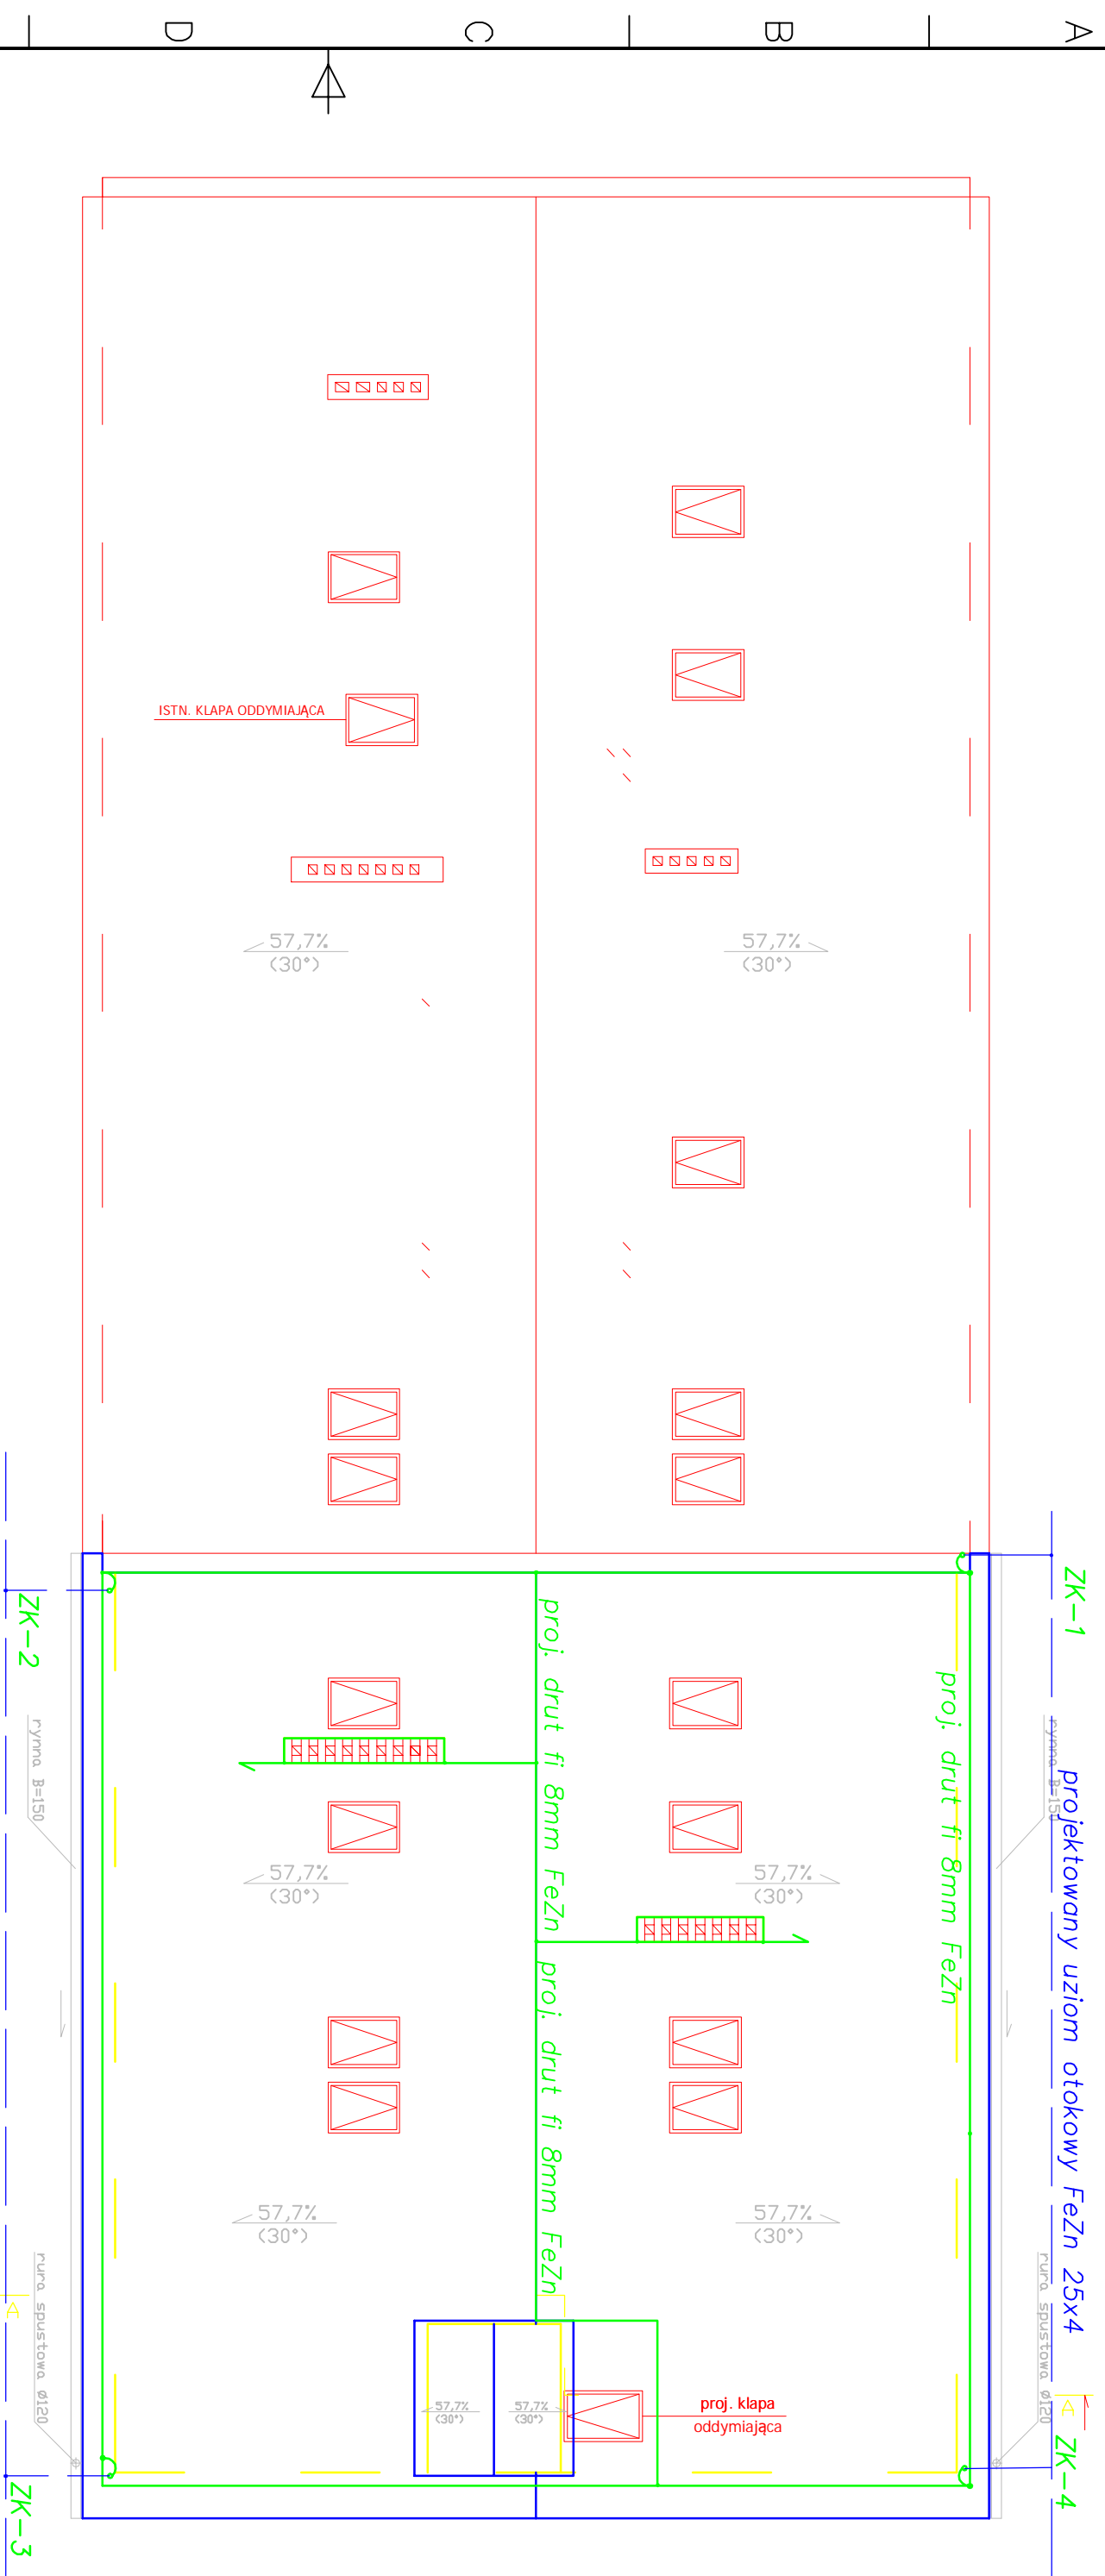 D
C
B
A
ISTN. KLAPA ODDYMIAJĄCA
57,7%
(30°)
57,7%
(30°)
ZK-2
ZK-1
proj. drut fi 8mm FeZn
proj. drut fi 8mm FeZn
rynna B=150
rynna B=150
projektowany uziom otokowy FeZn 25x4
57,7%
(30°)
57,7%
(30°)
proj. drut fi 8mm FeZn
57,7%
(30°)
57,7%
(30°)
rura spustowa ø120
rura spustowa ø120
A
A
57,7%
(30°)
57,7%
(30°)
proj. klapa
oddymiająca
ZK-3
ZK-4